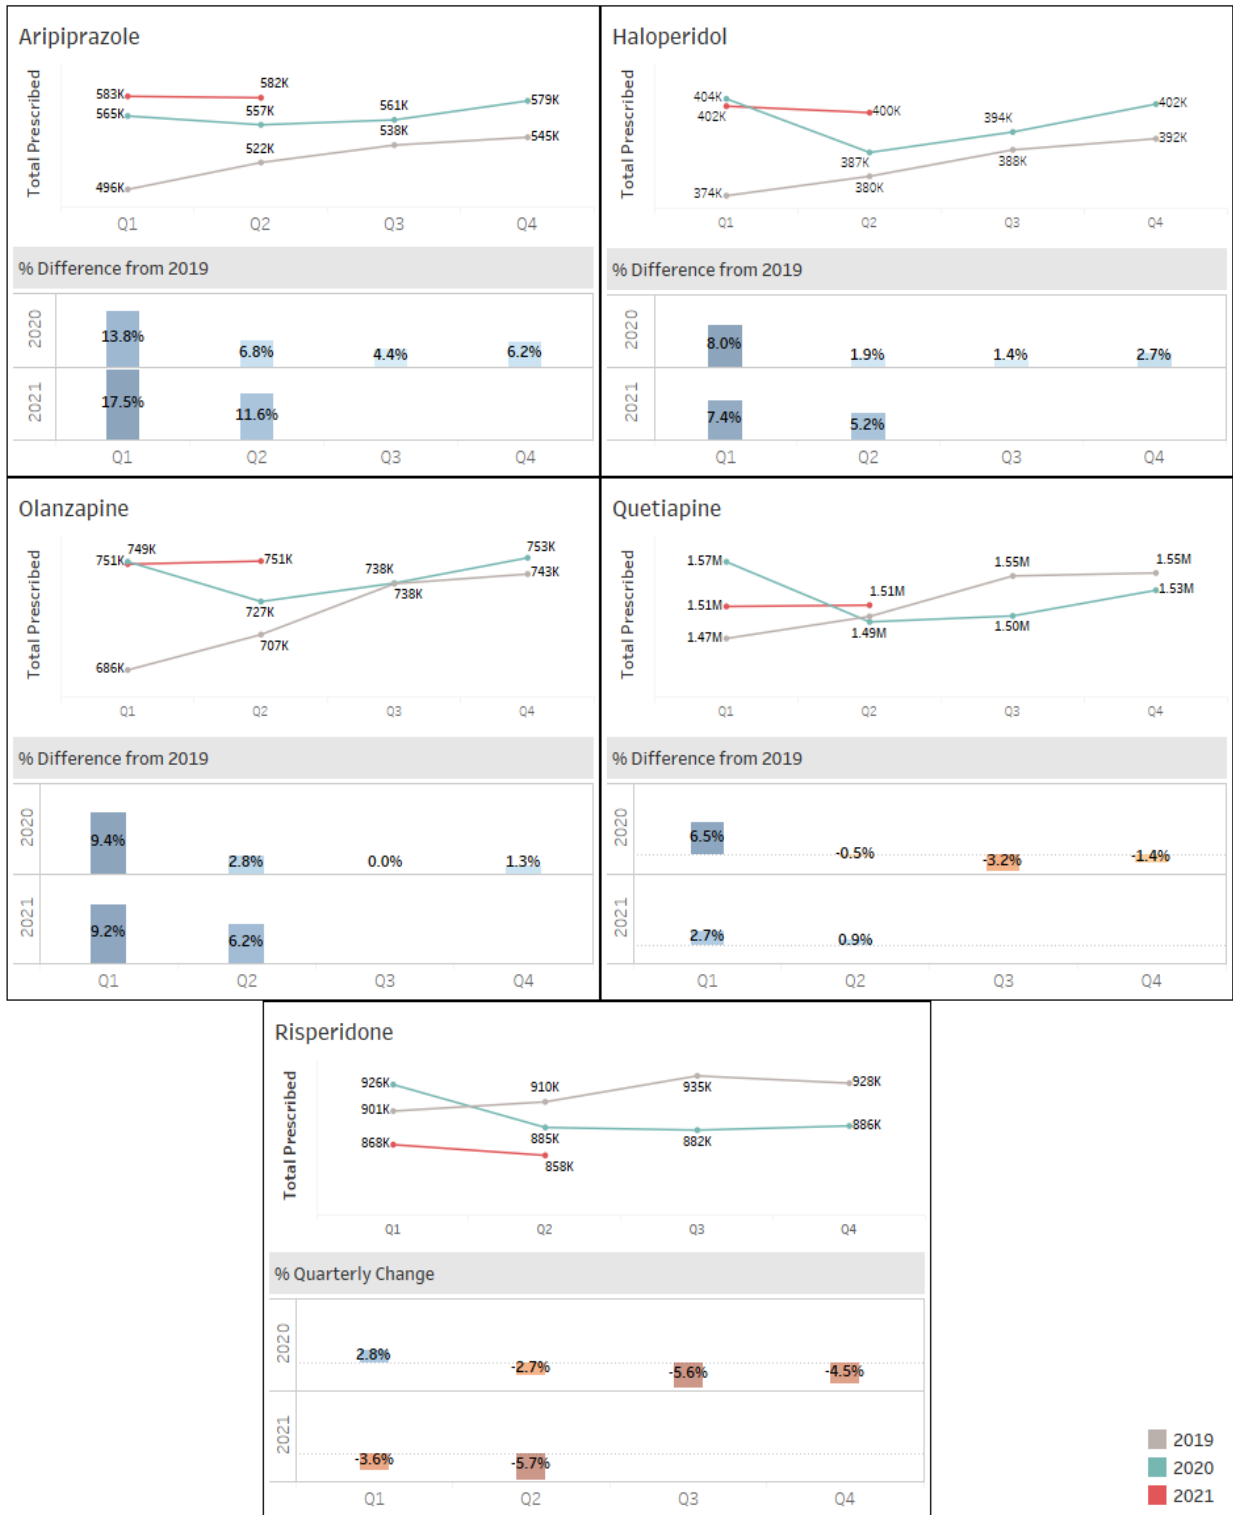 Aripiprazole
Total Prescribed
583K
565K
496K
582K
557K
522K
561K
538K
579K
545K
Q1 Q2 Q3 Q4
% Difference from 2019
2020
13.8% 6.8% 4.4% 6.2%
2021
17.5% 11.6%
Q1 Q2 Q3 Q4
Haloperidol
Total Prescribed
404K
402K
374K
400K
387K
380K
394K
388K
402K
392K
Q1 Q2 Q3 Q4
% Difference from 2019
2020
8.0% 1.9% 1.4% 2.7%
2021
7.4% 5.2%
Q1 Q2 Q3 Q4
Olanzapine
Total Prescribed
749K
751K
686K
751K
727K
707K
738K
738K
753K
743K
Q1 Q2 Q3 Q4
% Difference from 2019
2020
9.4% 2.8% 0.0% 1.3%
2021
9.2% 6.2%
Q1 Q2 Q3 Q4
Quetiapine
Total Prescribed
1.57M
1.51M
1.47M
1.51M
1.49M
1.55M
1.50M
1.55M
1.53M
Q1 Q2 Q3 Q4
% Difference from 2019
2020
6.5% -0.5% -3.2% -1.4%
2021
2.7% 0.9%
Q1 Q2 Q3 Q4
Risperidone
Total Prescribed
926K
901K
868K
910K
885K
858K
935K
882K
928K
886K
Q1 Q2 Q3 Q4
% Quarterly Change
2020
2.8% -2.7% -5.6% -4.5%
2021
-3.6% -5.7%
Q1 Q2 Q3 Q4
2019
2020
2021